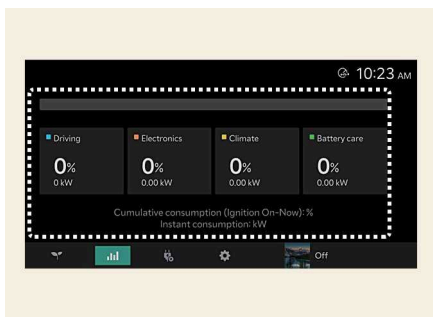 10:23 AM
Driving Electronics Climate Battery care
0% 0% 0% 0%
0 kW 0.00 kW 0.00 kW 0.00 kW
Cumulative consumption (Ignition On-Now): %
Instant consumption: kW
Off